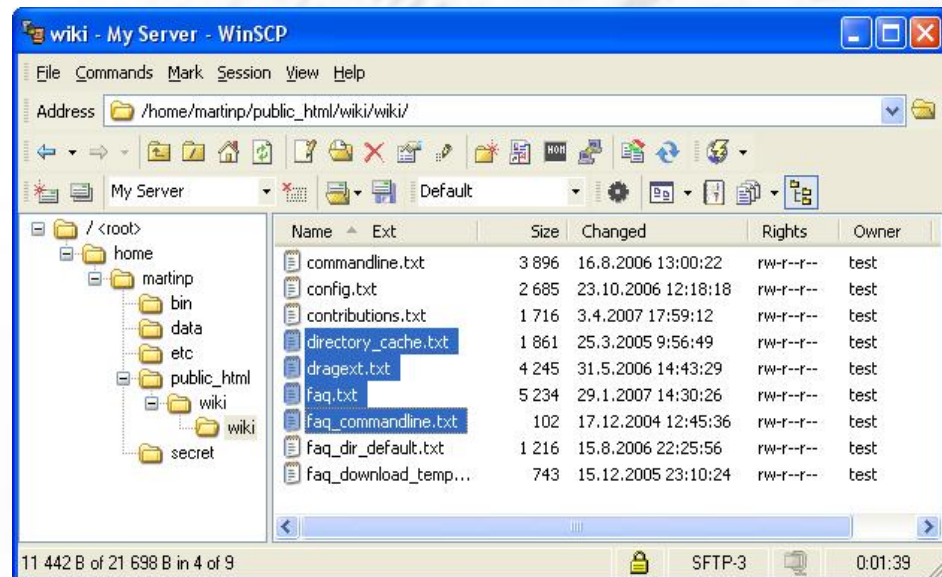 wiki - My Server - WinSCP
File Commands Mark Session View Help
Address /home/martinp/public_html/wiki/wiki/
My Server Default
/ <root>
home
martinp
bin
data
etc
public_html
wiki
wiki
secret
Name Ext Size Changed Rights Owner
commandline.txt 3 896 16.8.2006 13:00:22 rw-r--r-- test
config.txt 2 685 23.10.2006 12:18:18 rw-r--r-- test
contributions.txt 1 716 3.4.2007 17:59:12 rw-r--r-- test
directory_cache.txt 1 861 25.3.2005 9:56:49 rw-r--r-- test
dragext.txt 4 245 31.5.2006 14:43:29 rw-r--r-- test
faq.txt 5 234 29.1.2007 14:30:26 rw-r--r-- test
faq_commandline.txt 102 17.12.2004 12:45:36 rw-r--r-- test
faq_dir_default.txt 1 216 15.8.2006 22:25:56 rw-r--r-- test
faq_download_temp... 743 15.12.2005 23:10:24 rw-r--r-- test
11 442 B of 21 698 B in 4 of 9 SFTP-3 0:01:39